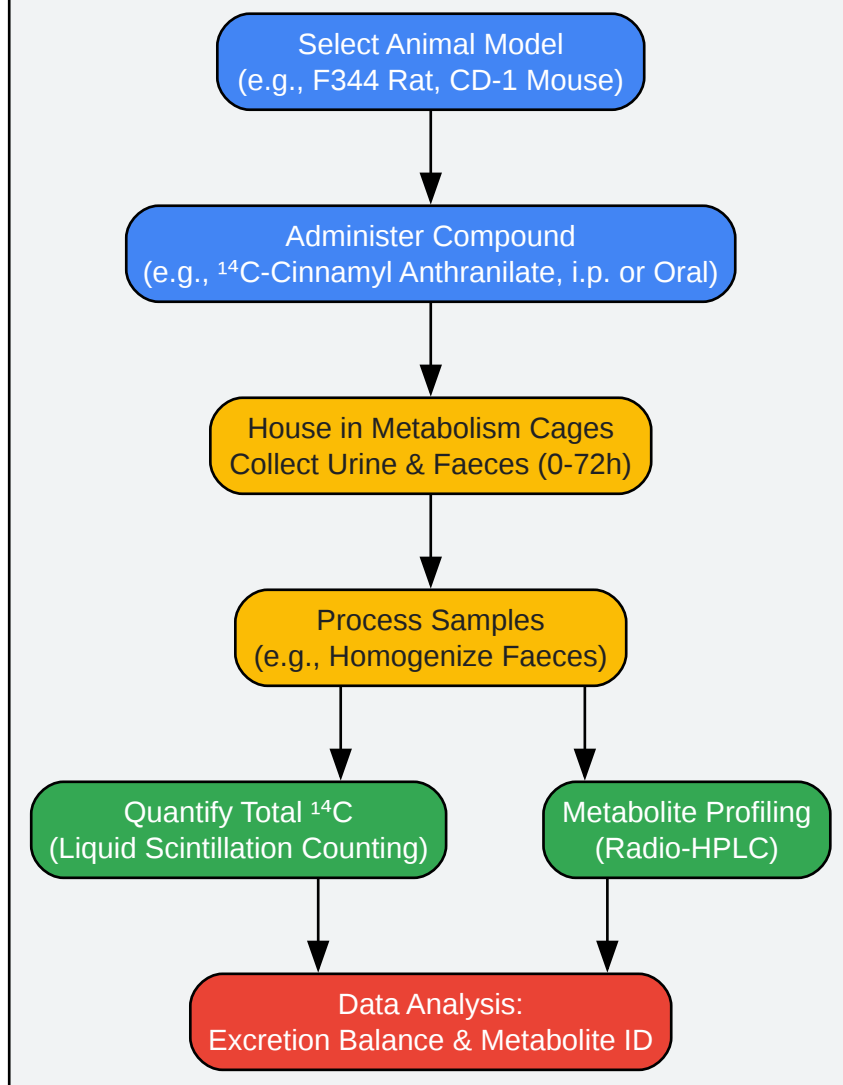 Select Animal Model
(e.g., F344 Rat, CD-1 Mouse)
Administer Compound
(e.g., ¹⁴C-Cinnamyl Anthranilate, i.p. or Oral)
House in Metabolism Cages
Collect Urine & Faeces (0-72h)
Process Samples
(e.g., Homogenize Faeces)
Quantify Total ¹⁴C
(Liquid Scintillation Counting)
Metabolite Profiling
(Radio-HPLC)
Data Analysis:
Excretion Balance & Metabolite ID